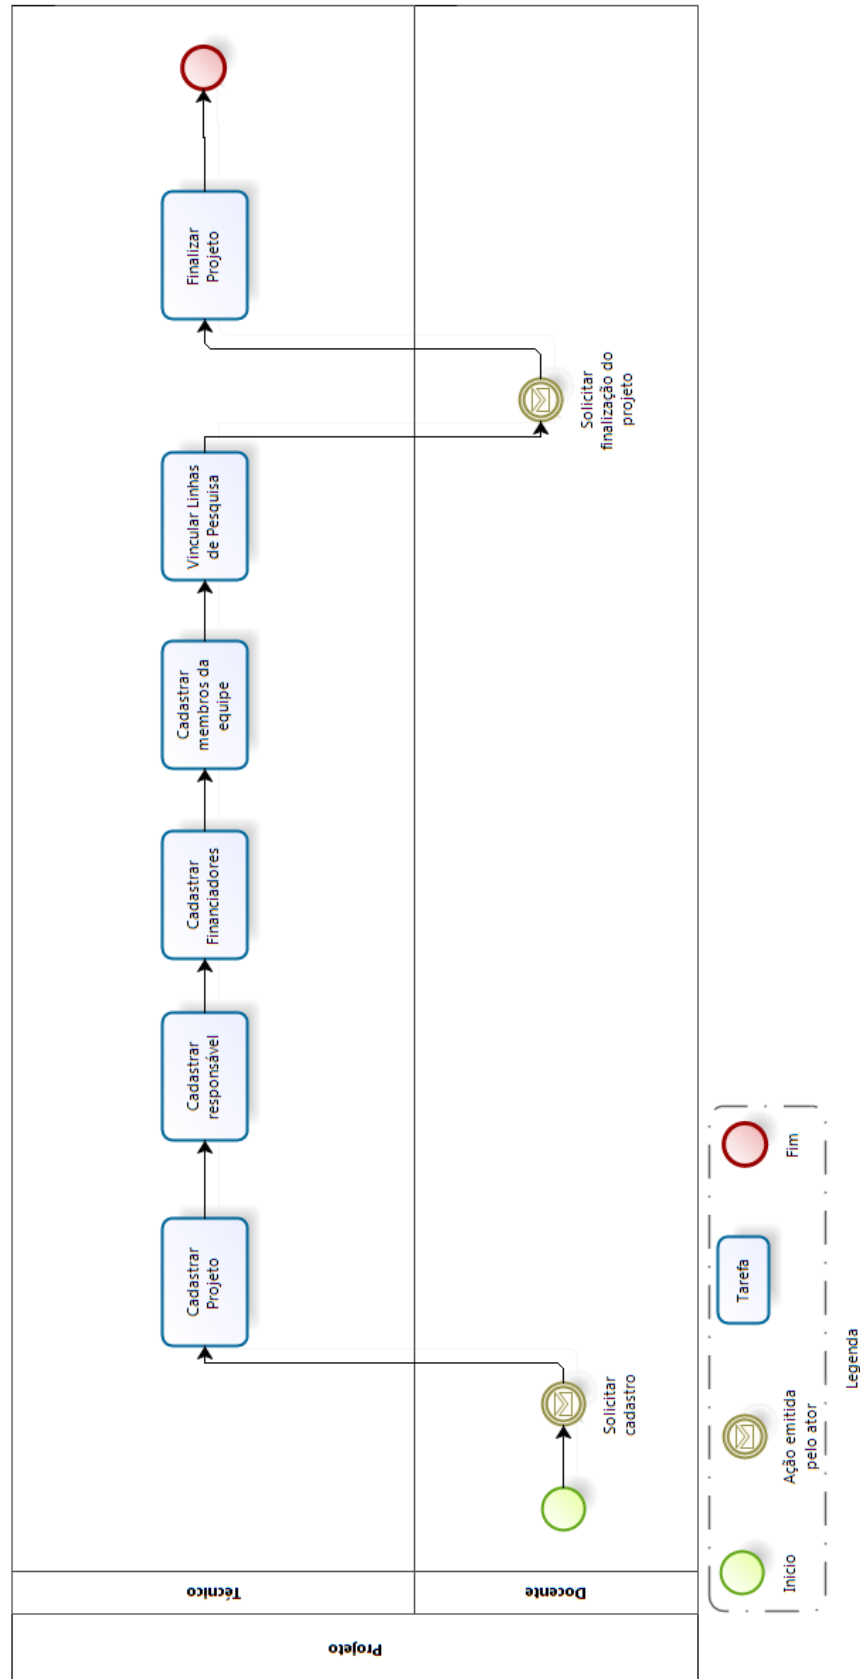 Projeto
Técnico
Docente
Solicitar
cadastro
Cadastrar
Projeto
Cadastrar
responsável
Cadastrar
Financiadores
Cadastrar
membros da
equipe
Vincular Linhas
de Pesquisa
Solicitar
finalização do
projeto
Finalizar
Projeto
Inicio
Ação emitida
pelo ator
Tarefa
Fim
Legenda